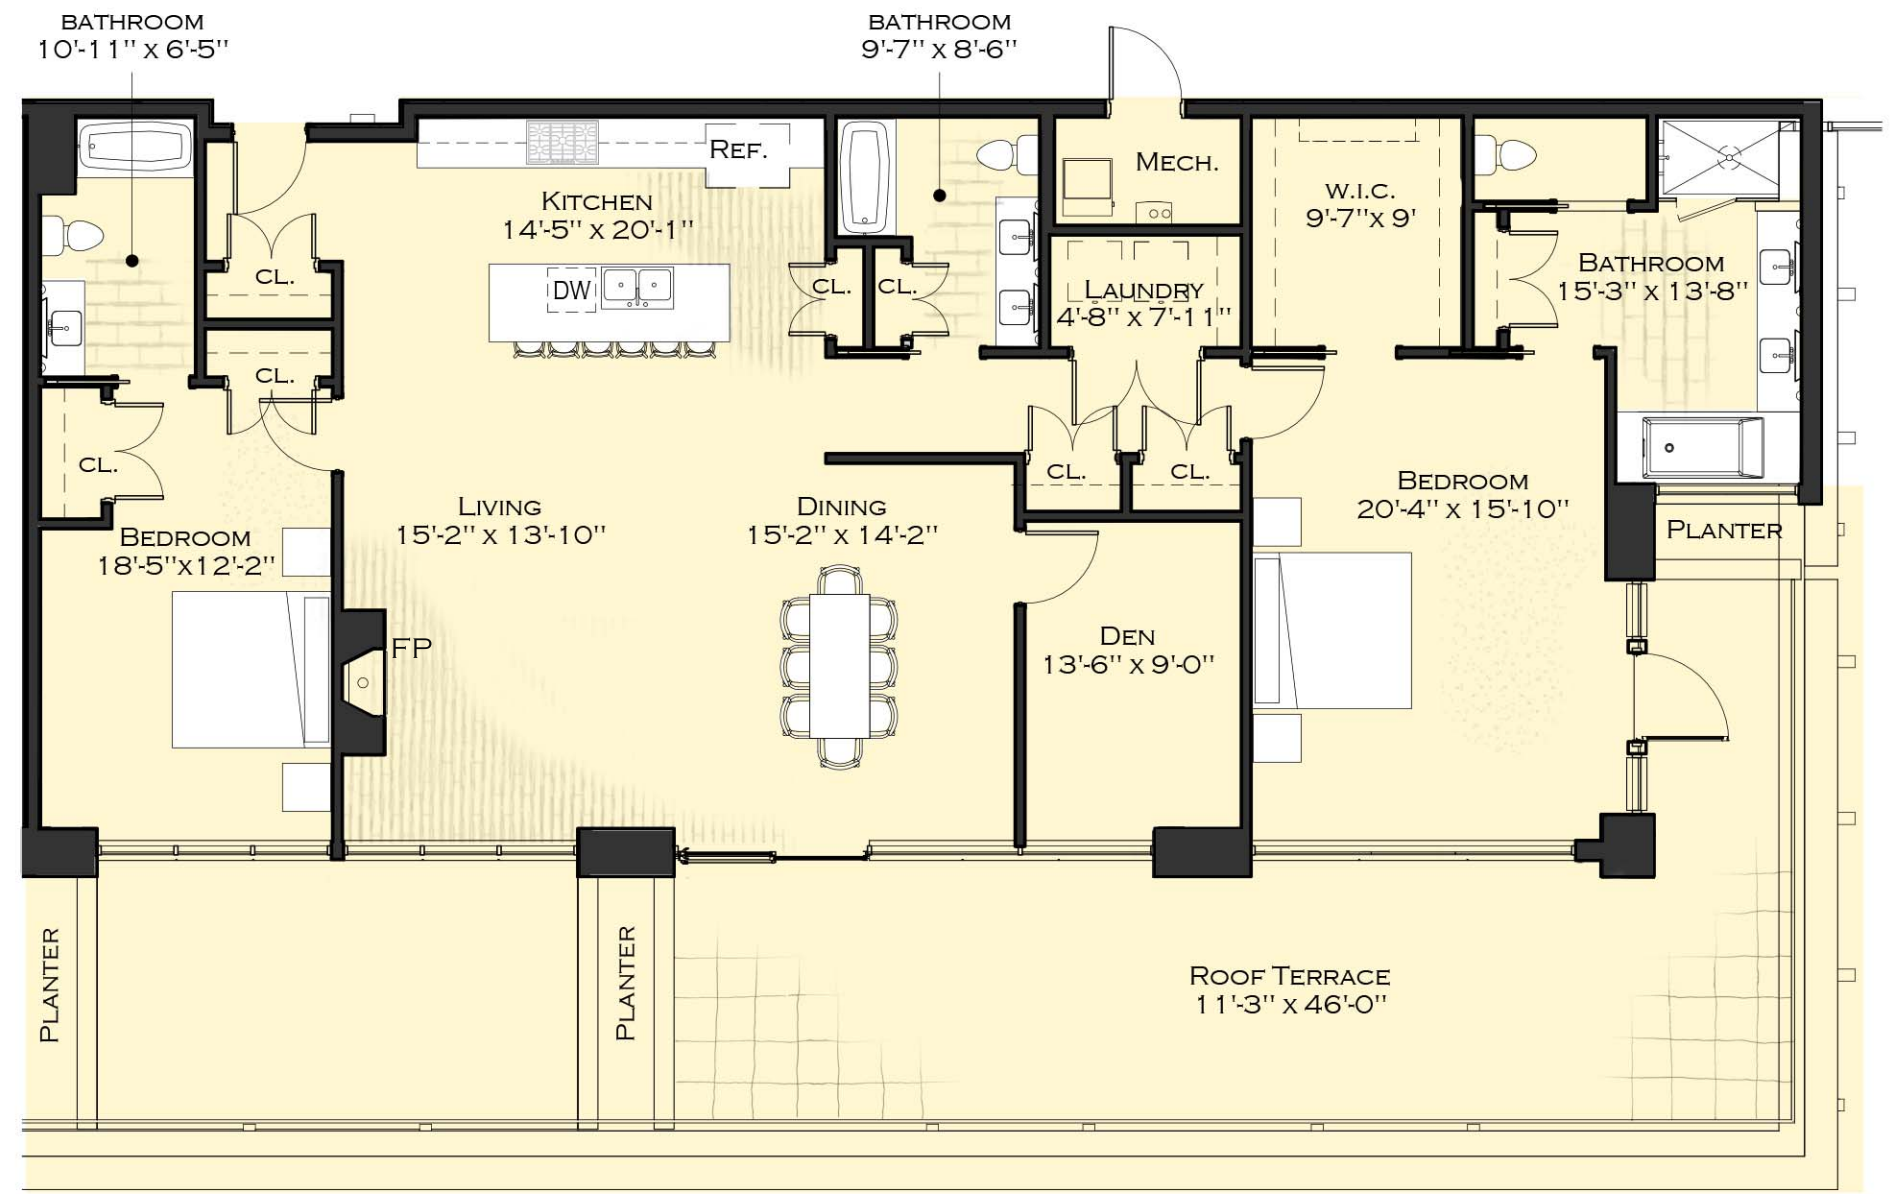 BATHROOM
10'-11" x 6'-5"
BATHROOM
9'-7" x 8'-6"
REF.
KITCHEN
14'-5" x 20'-1"
DW
CL.
CL.
CL.
CL.
MECH.
LAUNDRY
4'-8" x 7'-11"
W.I.C.
9'-7"x 9'
BATHROOM
15'-3" x 13'-8"
CL.
CL.
CL.
BEDROOM
18'-5"x12'-2"
LIVING
15'-2" x 13'-10"
DINING
15'-2" x 14'-2"
BEDROOM
20'-4" x 15'-10"
PLANTER
FP
DEN
13'-6" x 9'-0"
PLANTER
PLANTER
ROOF TERRACE
11'-3" x 46'-0"